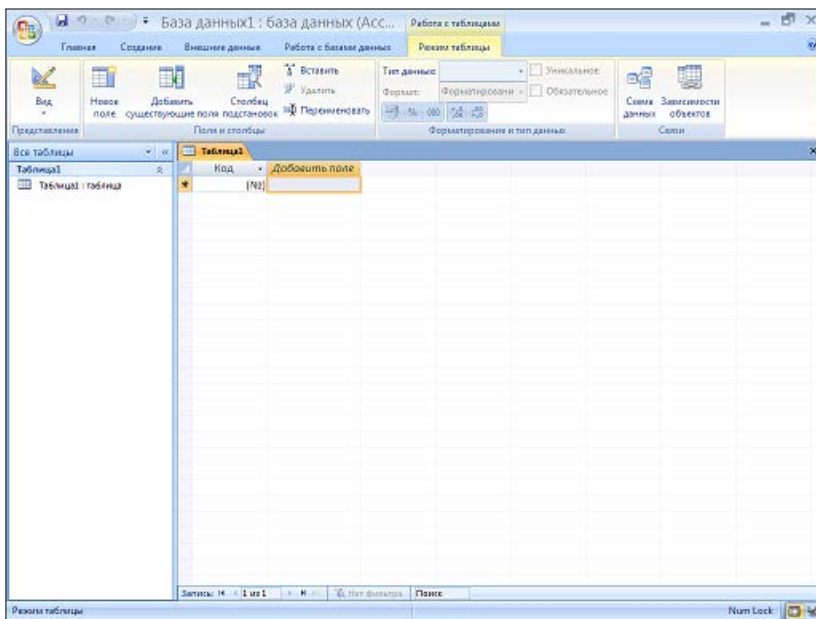 База данных1 : база данных (Acc...
Работа с таблицами
Главная Создание Внешние данные Работа с базами данных Режим таблицы
Вид
Новое поле
Добавить существующие поля
Столбец подстановок
Вставить
Удалить
Переименовать
Тип данных:
Формат: Форматировани
% 000
Уникальное
Обязательное
Схема данных
Зависимости объектов
Представления
Поля и столбцы
Форматирование и тип данных
Связи
Все таблицы
Таблица1
Таблица1 : таблица
Таблица1
Код Добавить поле
(№)
Запись: 1 из 1 Нет фильтра Поиск
Режим таблицы
Num Lock